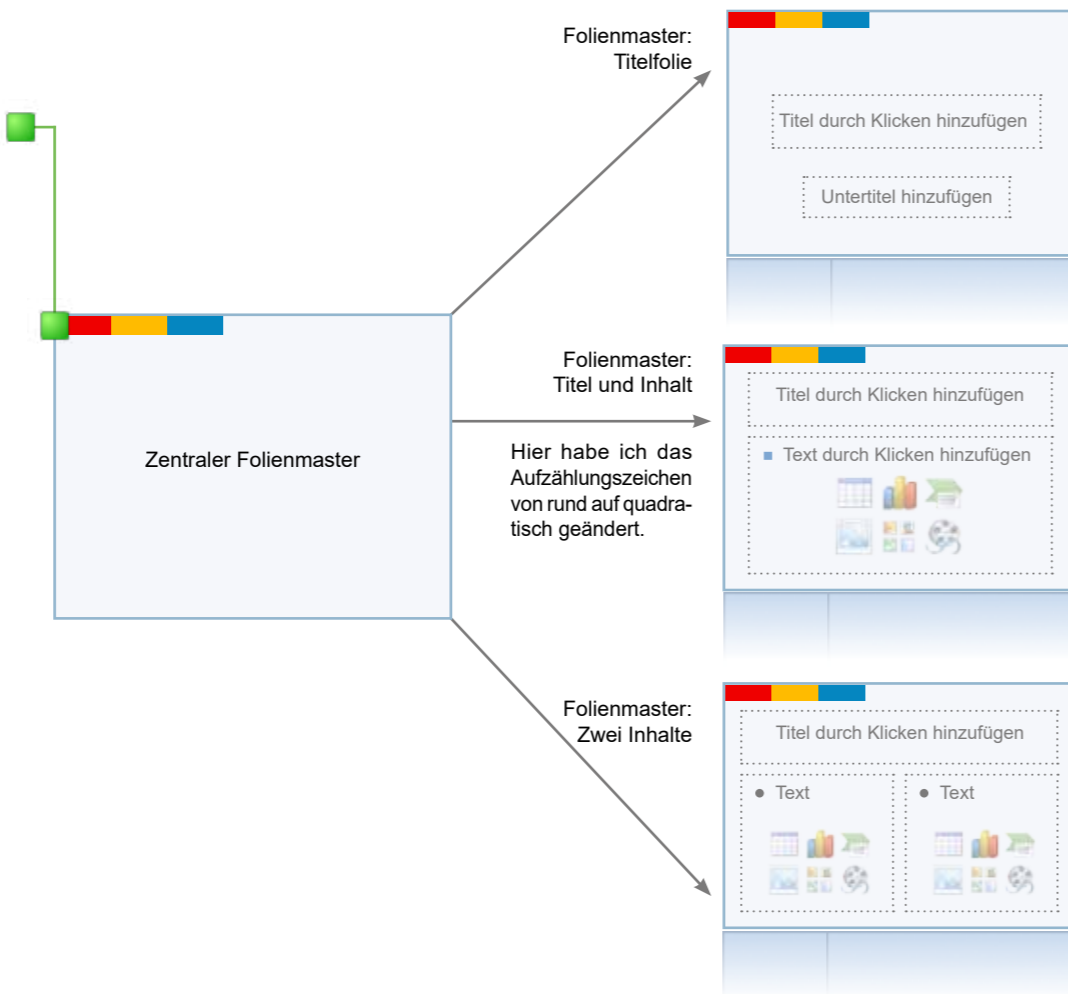 Folienmaster:
Titelfolie
Titel durch Klicken hinzufügen
Untertitel hinzufügen
Zentraler Folienmaster
Folienmaster:
Titel und Inhalt
Hier habe ich das
Aufzählungszeichen
von rund auf quadra-
tisch geändert.
Titel durch Klicken hinzufügen
Text durch Klicken hinzufügen
Folienmaster:
Zwei Inhalte
Titel durch Klicken hinzufügen
Text
Text